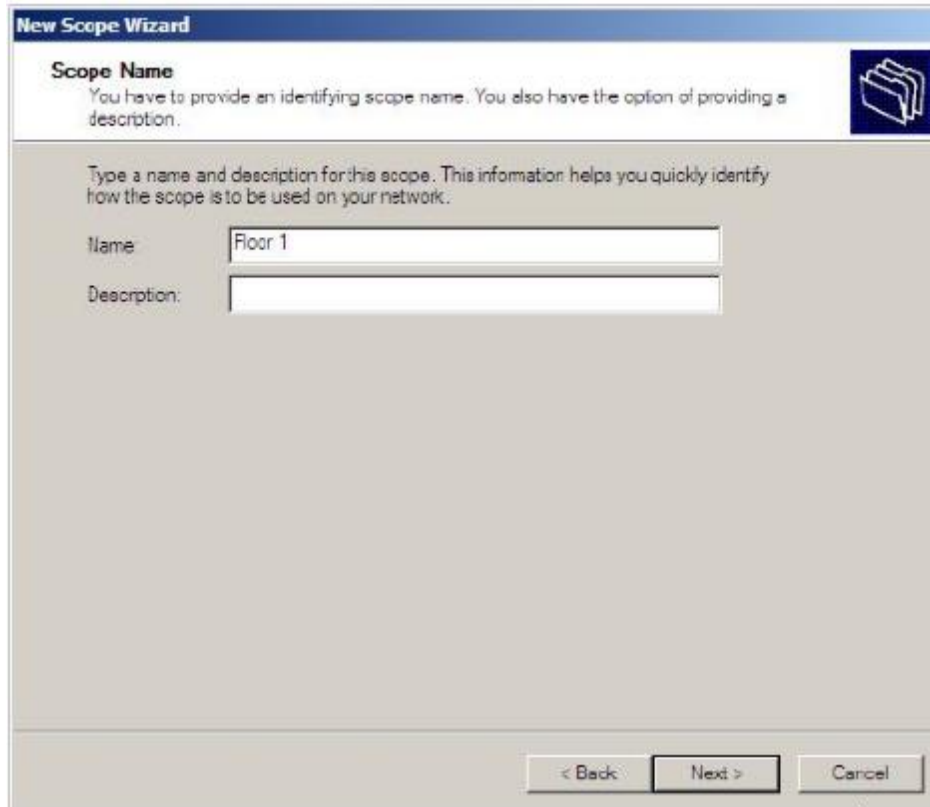 New Scope Wizard
Scope Name
You have to provide an identifying scope name. You also have the option of providing a
description.
Type a name and description for this scope. This information helps you quickly identify
how the scope is to be used on your network.
Name: Floor 1
Description:
< Back Next > Cancel